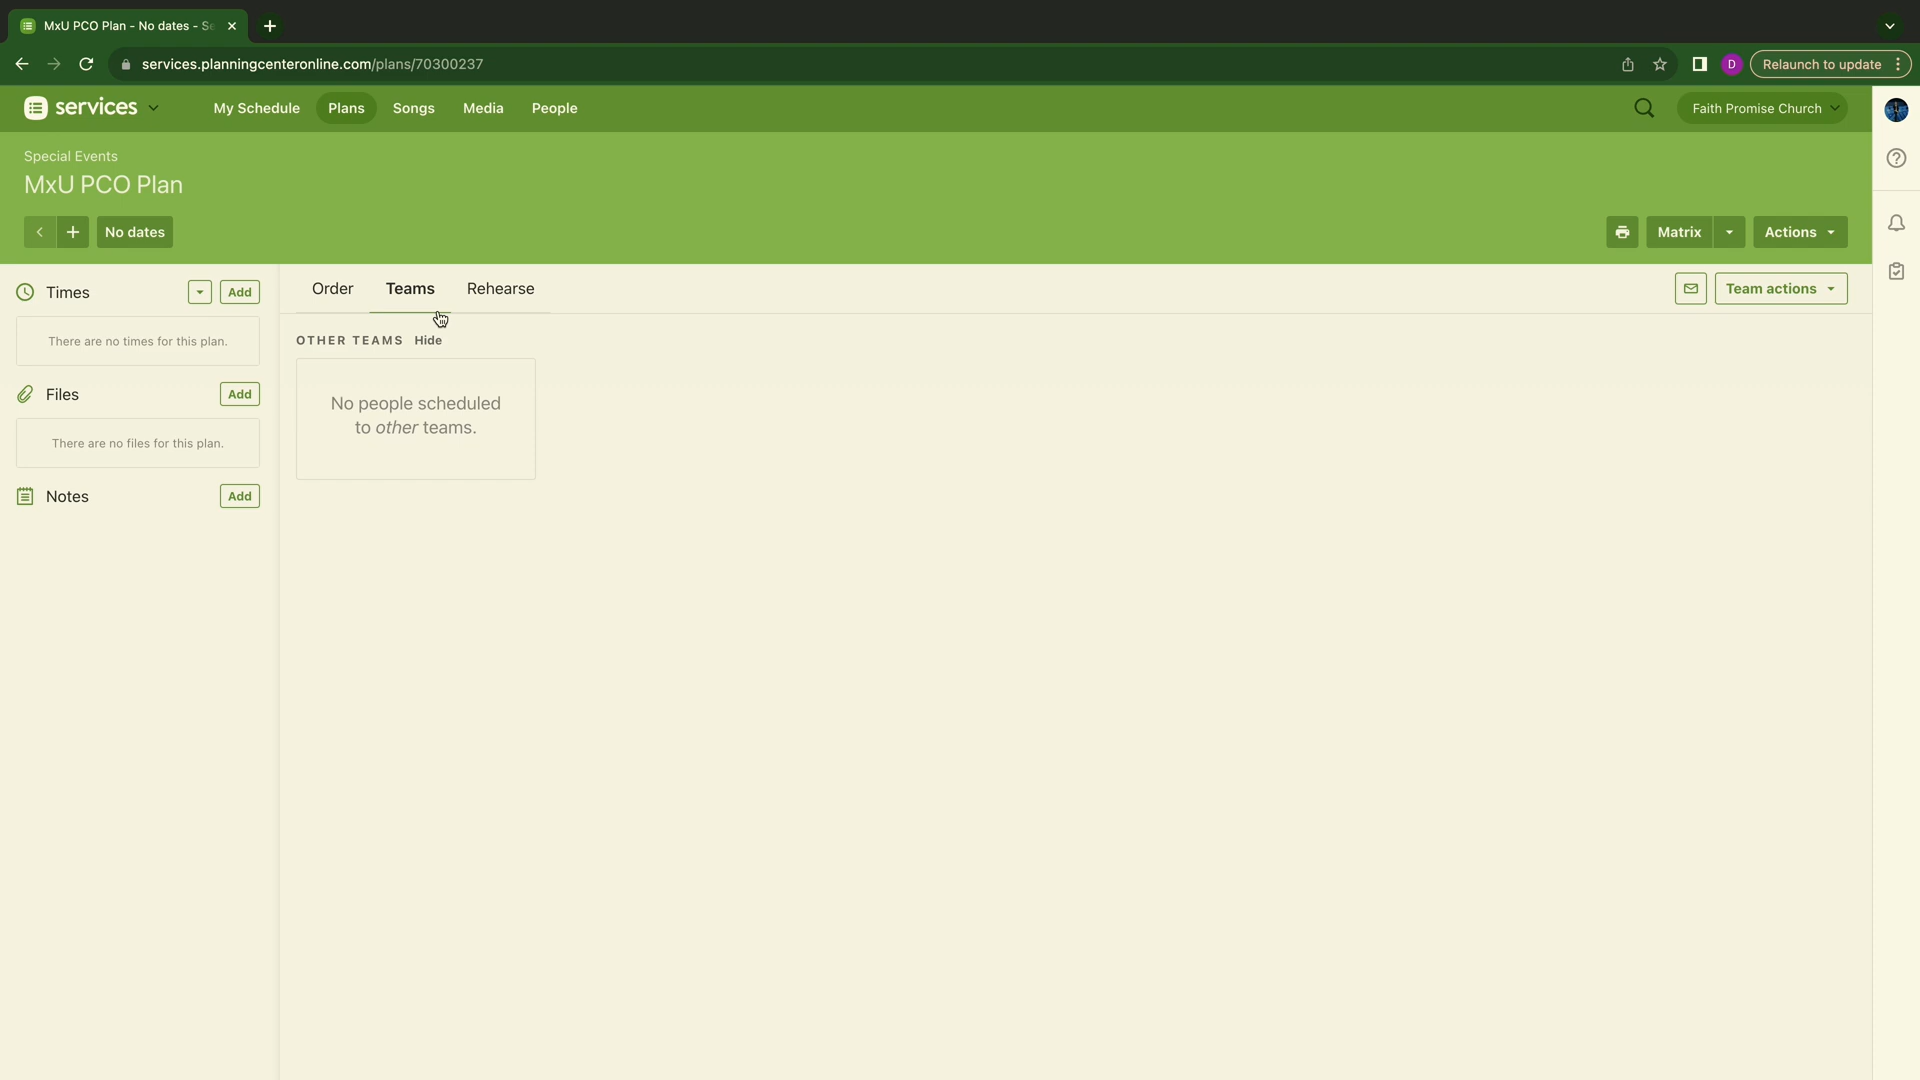 MxU PCO Plan - No dates - Se
services.planningcenteronline.com/plans/70300237
D
Relaunch to update
services
My Schedule
Plans
Songs
Media
People
Faith Promise Church
Special Events
MxU PCO Plan
No dates
Matrix
Actions
Times
Add
Order
Teams
Rehearse
Team actions
There are no times for this plan.
OTHER TEAMS Hide
Files
Add
No people scheduled
to other teams.
There are no files for this plan.
Notes
Add